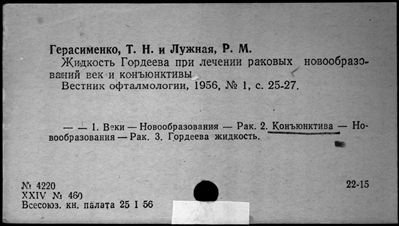 Герасименко, Т. Н. и Лужная, Р. М.
Жидкость Гордеева при лечении раковых новообразо-
ваний век и конъюнктивы
Вестник офталмологии, 1956, № 1, с. 25-27.
— — 1. Веки — Новообразования — Рак. 2. Конъюнктива — Но-
вообразования — Рак. 3. Гордеева жидкость.
№ 4220
22-15
XXIV № 460
Всесоюз. кн. палата 25 I 56